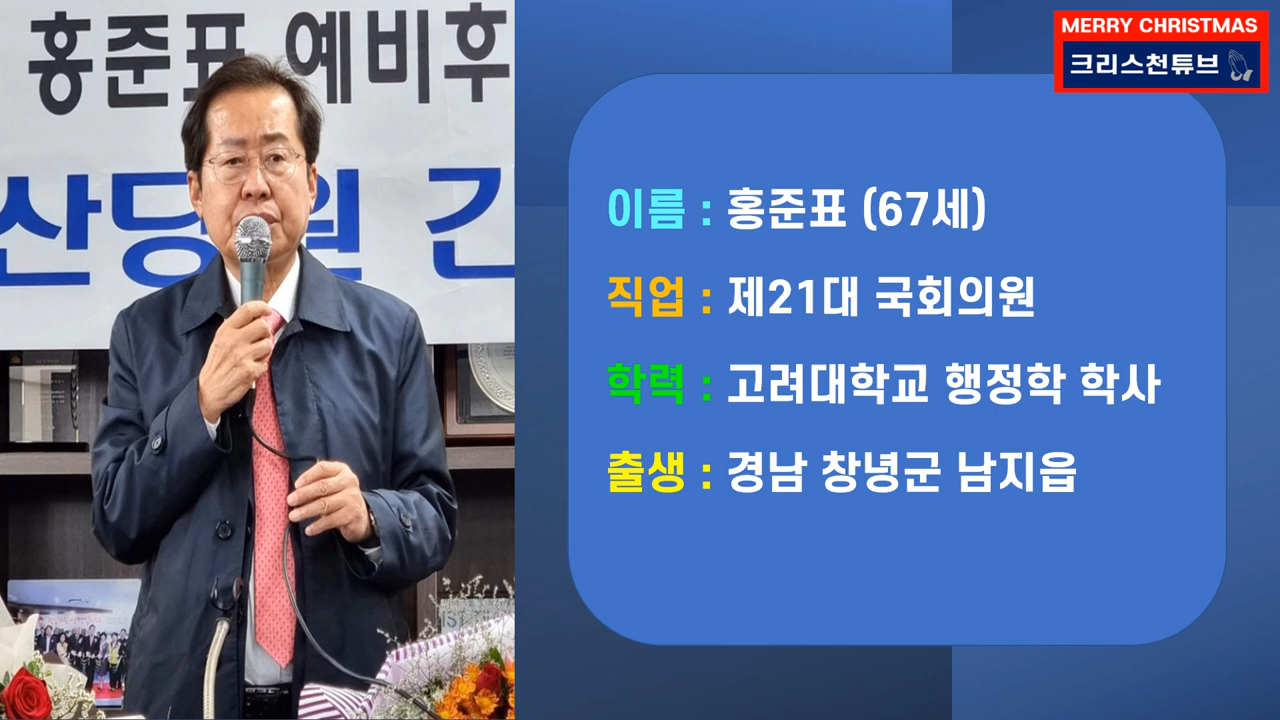 홍준표 예비후
산당원 간
MERRY CHRISTMAS
크리스천튜브
이름 : 홍준표 (67세)
직업 : 제21대 국회의원
학력 : 고려대학교 행정학 학사
출생 : 경남 창녕군 남지읍